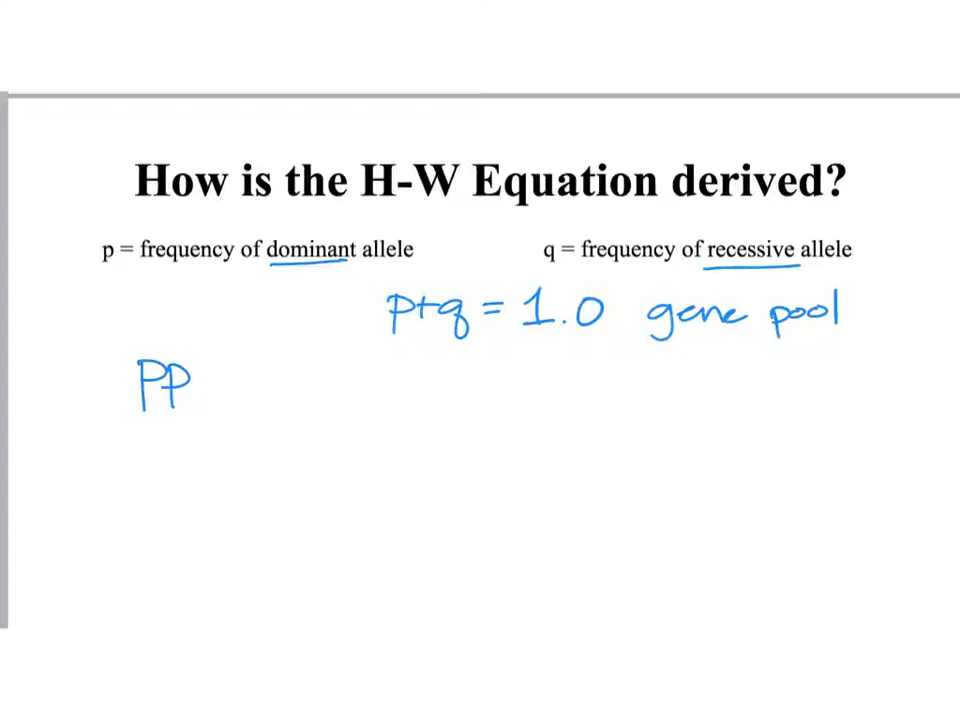 How is the H-W Equation derived?
p = frequency of dominant allele q = frequency of recessive allele
p+q = 1.0 gene pool
PP